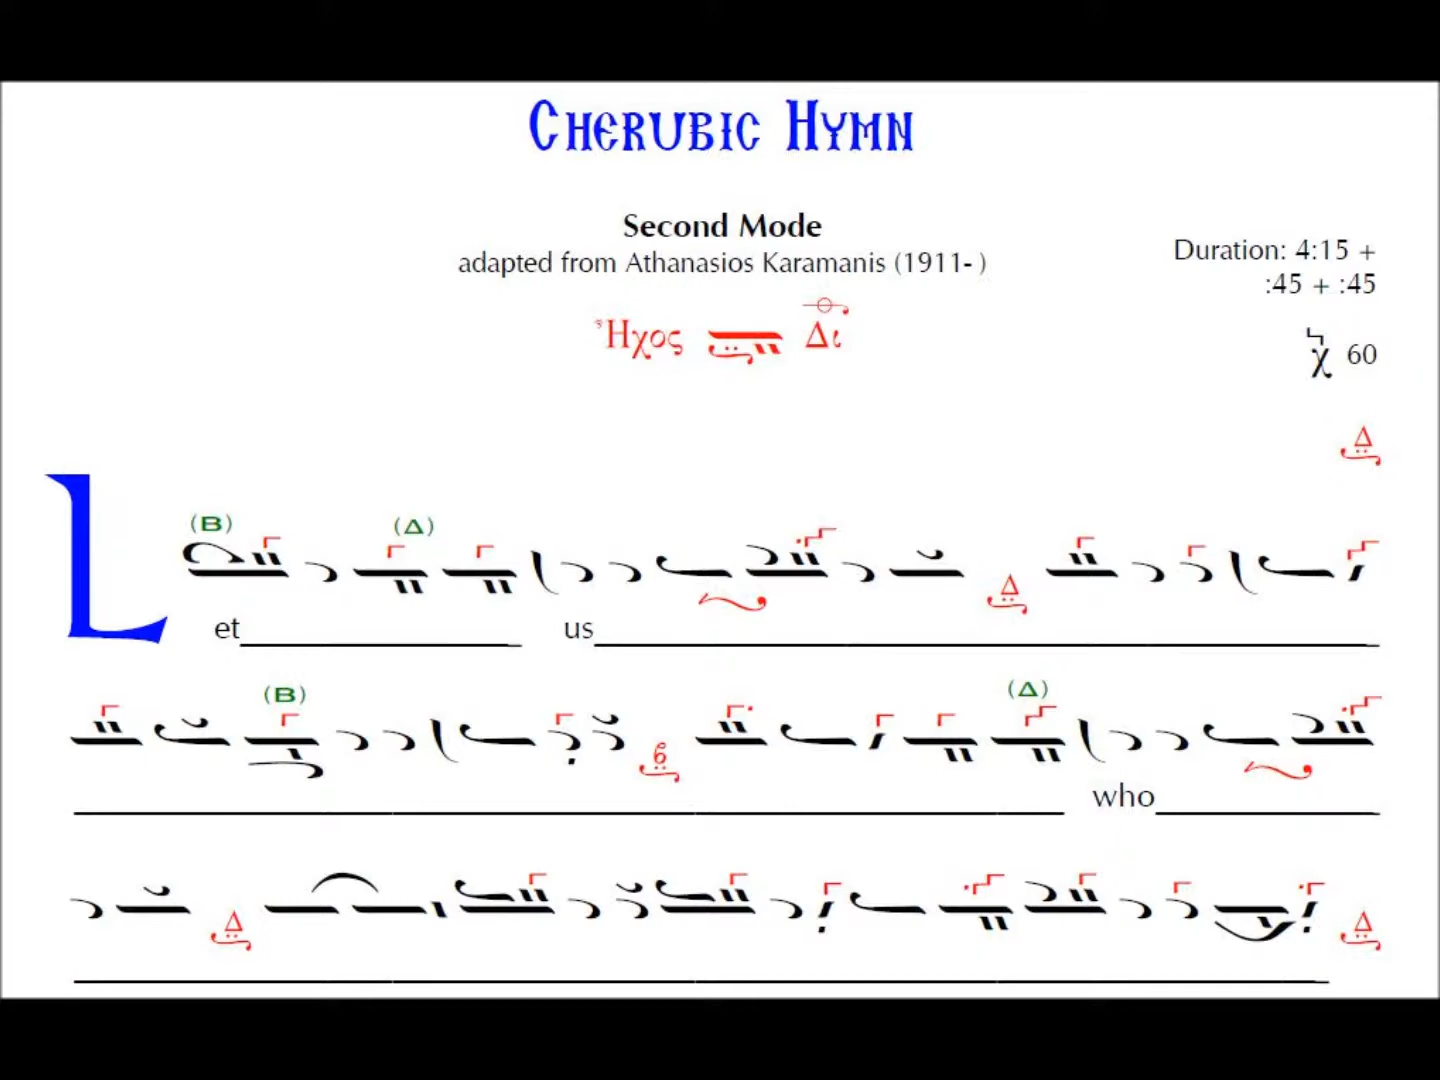 Cherubic Hymn
Second Mode
adapted from Athanasios Karamanis (1911- )
Duration: 4:15 +
:45 + :45
Ἦχος Δι
χ 60
Δ
(B) (Δ)
Δ
L et us
(B) (Δ)
6
who
Δ Δ